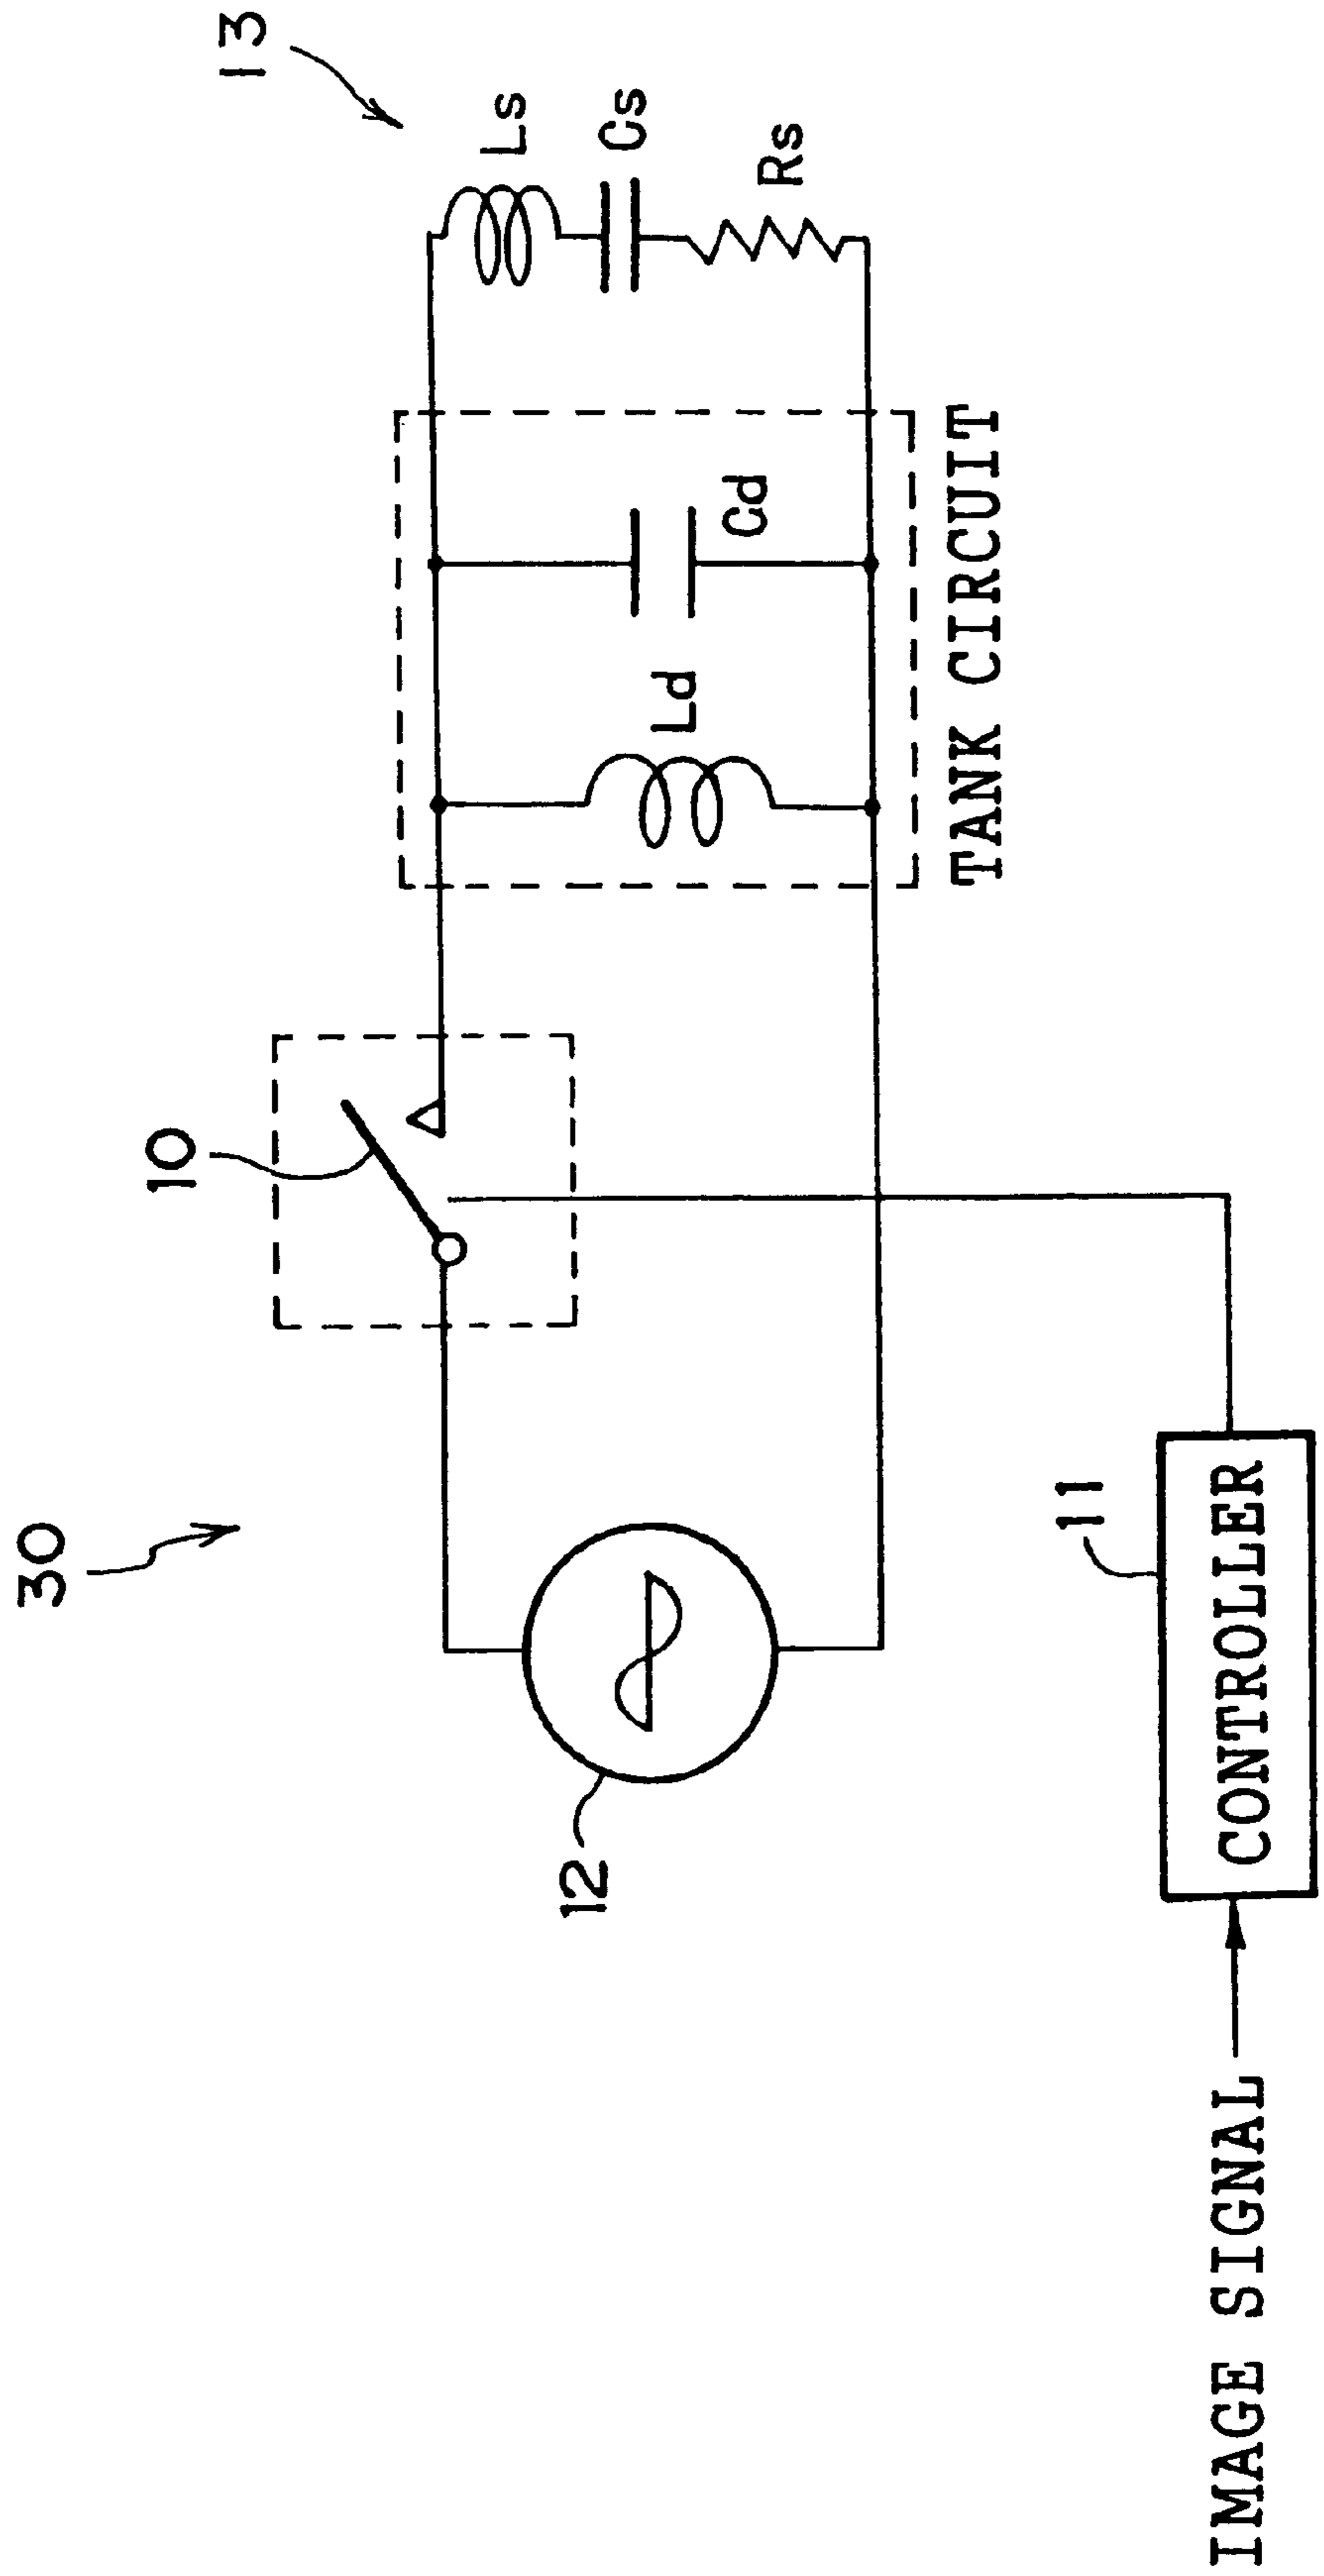 30
10
13
Ls
Cs
Rs
Cd
Ld
TANK CIRCUIT
12
11
CONTROLLER
IMAGE SIGNAL